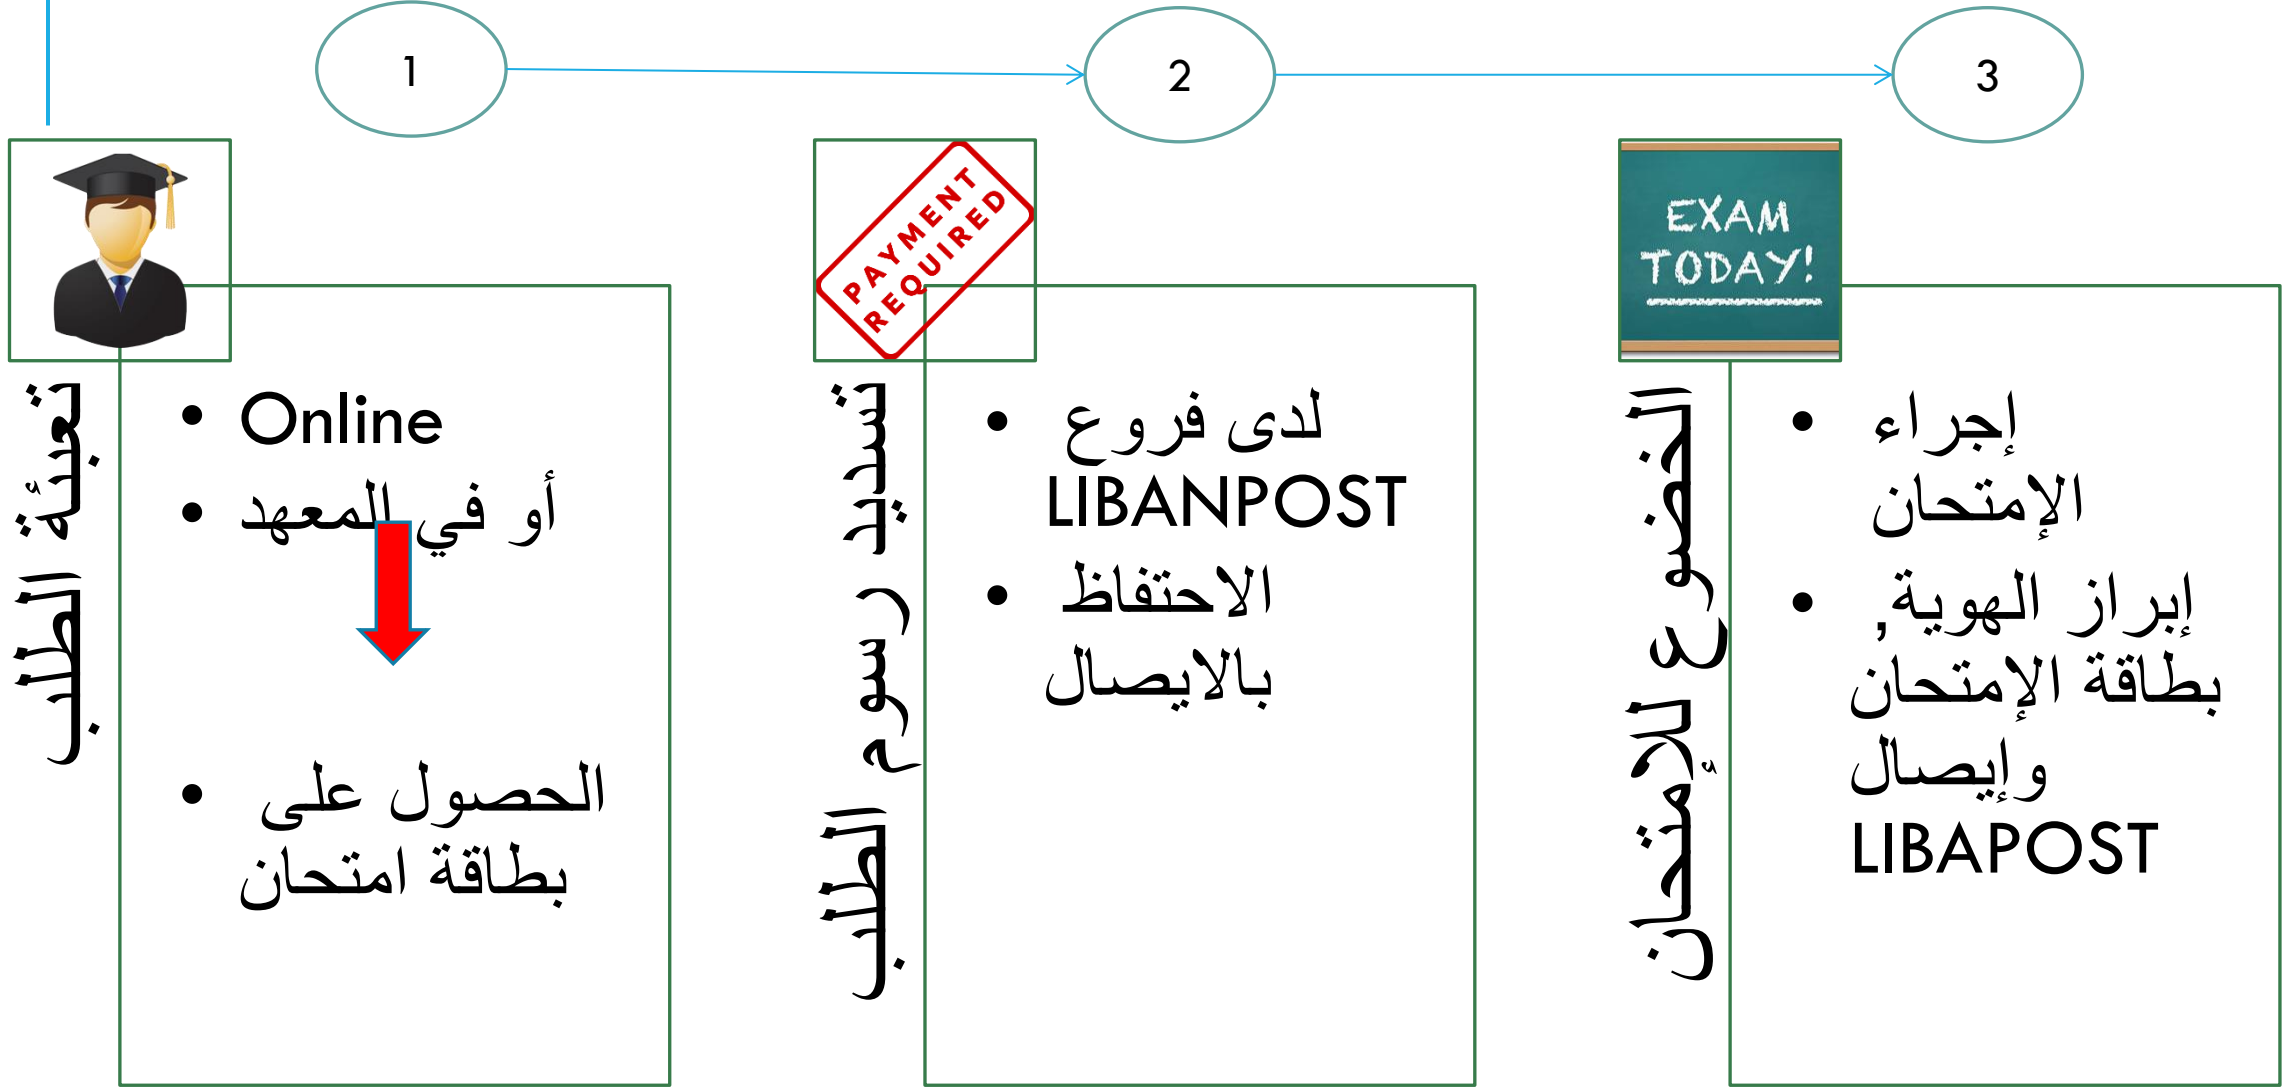 1
2
3
تعبئة الطلب
• Online
• أو في المعهد
• الحصول على
بطاقة امتحان
PAYMENT
REQUIRED
تسديد رسوم الطلب
• لدى فروع
LIBANPOST
• الاحتفاظ
بالايصال
EXAM
TODAY!
الخضوع للإمتحان
• إجراء
الإمتحان
• إبراز الهوية,
بطاقة الإمتحان
وإيصال
LIBAPOST